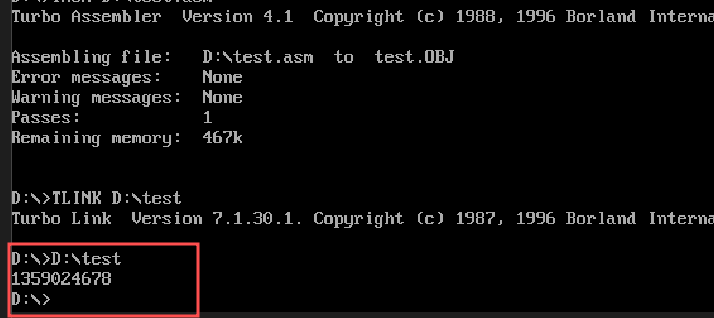 Turbo Assembler  Version 4.1  Copyright (c) 1988, 1996 Borland Interna
Assembling file:   D:\test.asm  to  test.OBJ
Error messages:    None
Warning messages:  None
Passes:            1
Remaining memory:  467k
D:\>TLINK D:\test
Turbo Link  Version 7.1.30.1. Copyright (c) 1987, 1996 Borland Interna
D:\>D:\test
1359024678
D:\>